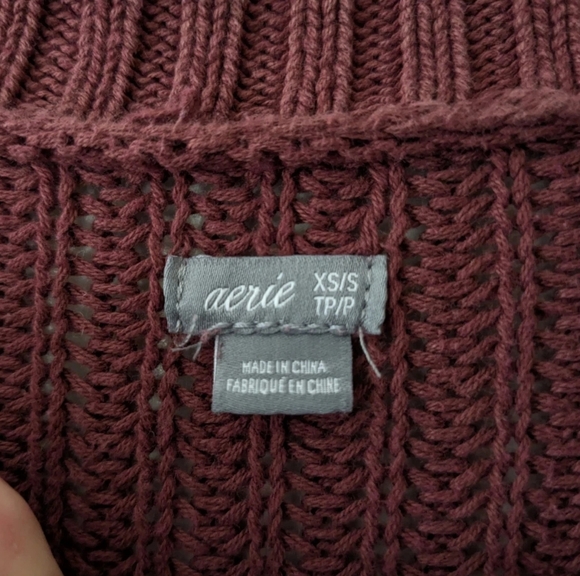 aerie
XS/S
TP/P
MADE IN CHINA
FABRIQUÉ EN CHINE